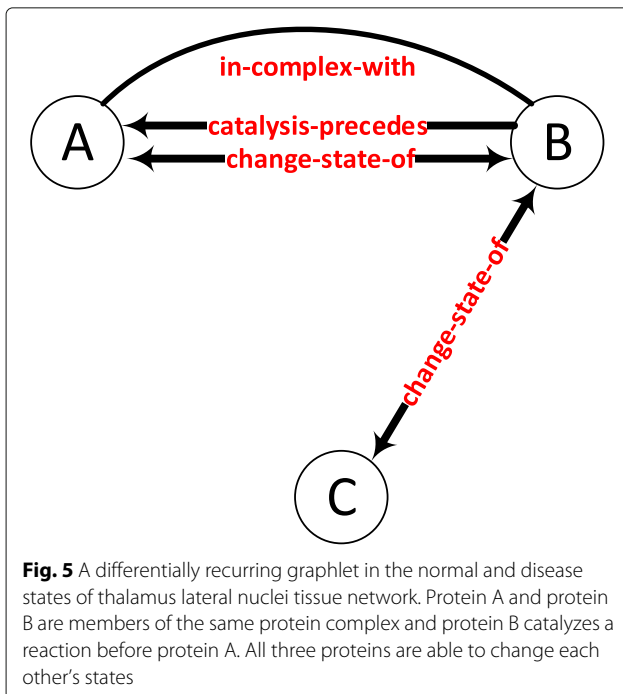 in-complex-with
A
catalysis-precedes
B
change-state-of
change-state-of
C
Fig. 5 A differentially recurring graphlet in the normal and disease
states of thalamus lateral nuclei tissue network. Protein A and protein
B are members of the same protein complex and protein B catalyzes a
reaction before protein A. All three proteins are able to change each
other's states